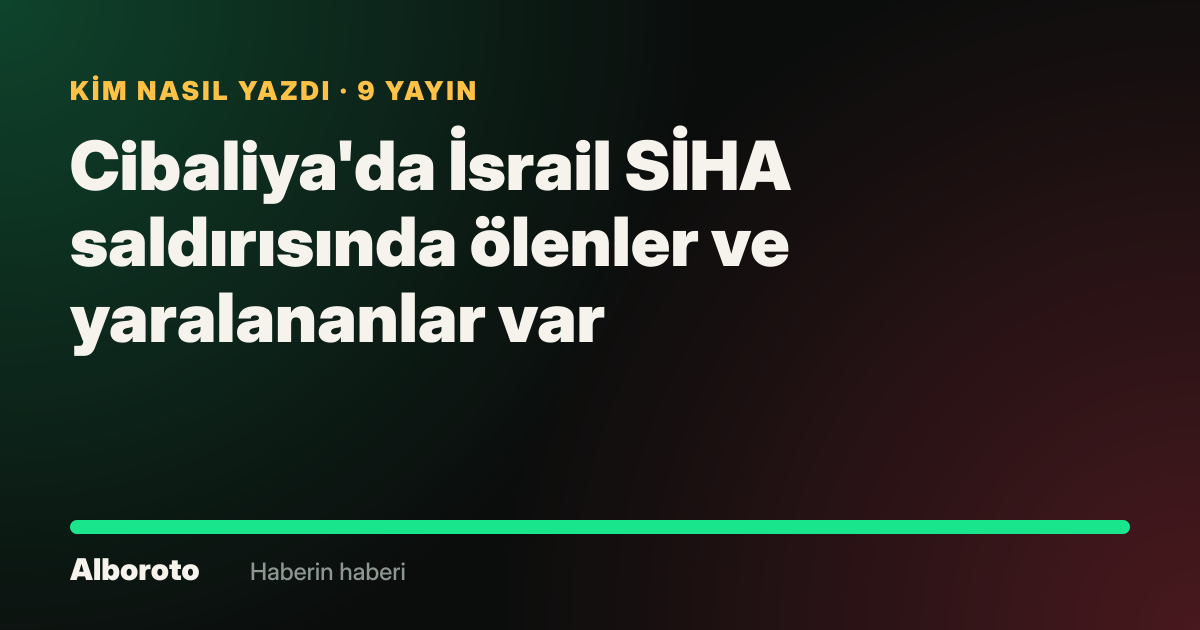 KİM NASIL YAZDI · 9 YAYIN
Cibaliya'da İsrail SİHA
saldırısında ölenler ve
yaralananlar var
Alboroto
Haberin haberi